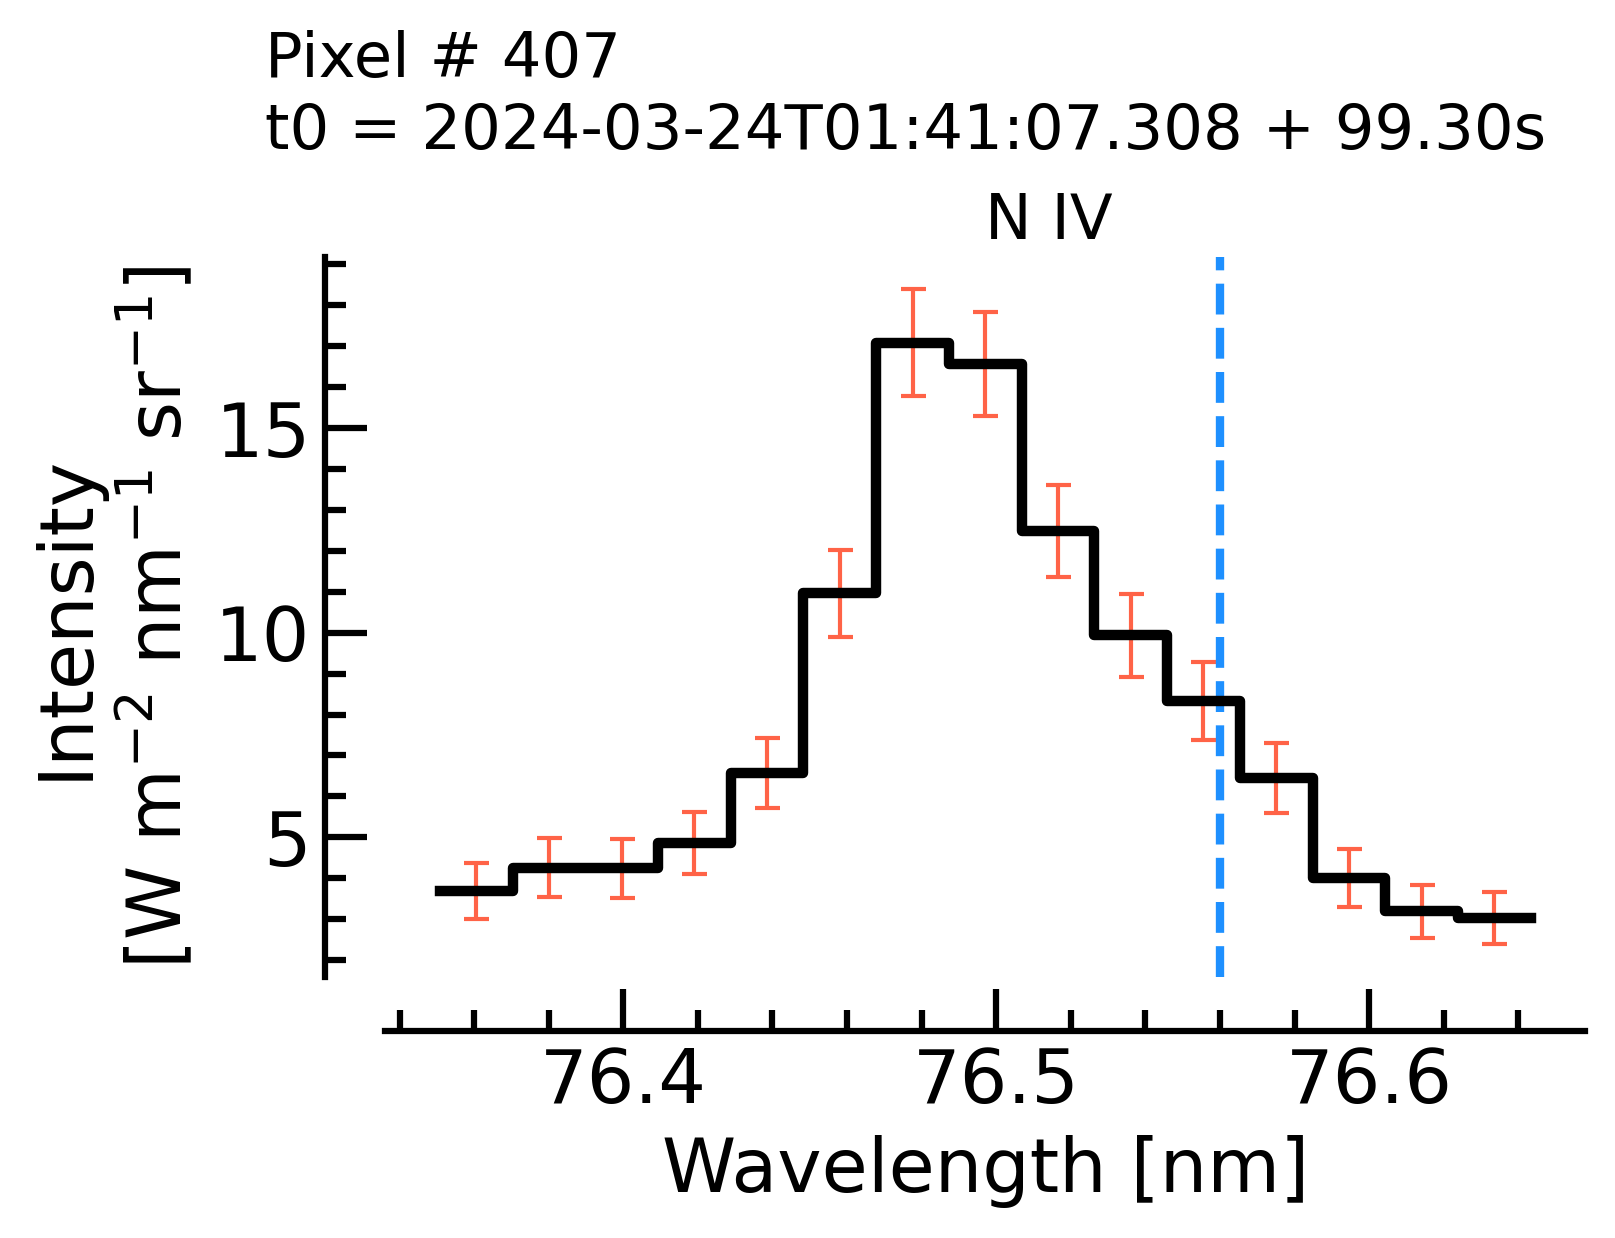 Pixel # 407
t0 = 2024-03-24T01:41:07.308 + 99.30s
N IV
Intensity
[W m⁻² nm⁻¹ sr⁻¹]
15
10
5
76.4 76.5 76.6
Wavelength [nm]